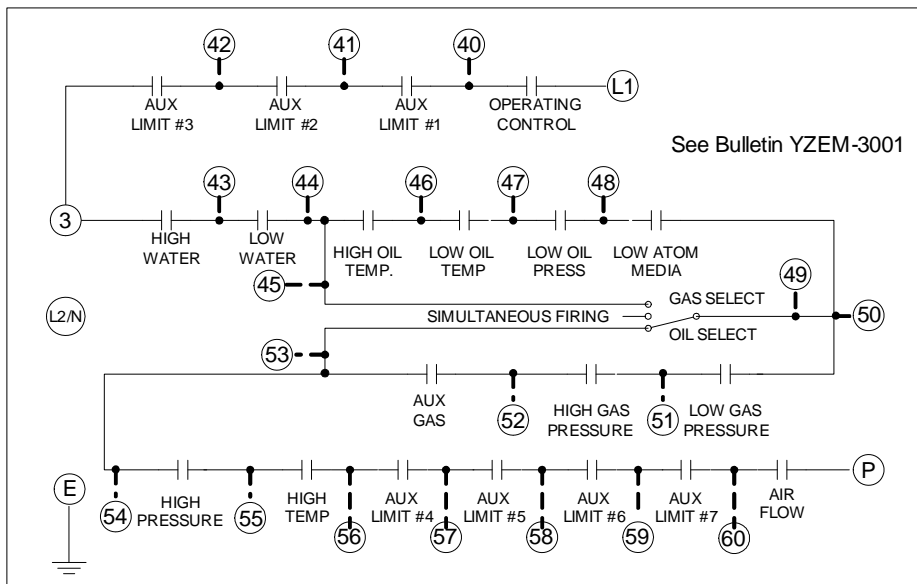 42 41 40
L1
AUX LIMIT #3
AUX LIMIT #2
AUX LIMIT #1
OPERATING CONTROL
See Bulletin YZEM-3001
43 44 46 47 48
3
HIGH WATER
LOW WATER
HIGH OIL TEMP.
LOW OIL TEMP
LOW OIL PRESS
LOW ATOM MEDIA
45
49
GAS SELECT
L2/N
SIMULTANEOUS FIRING
50
OIL SELECT
53
AUX GAS
52
HIGH GAS PRESSURE
51
LOW GAS PRESSURE
E
P
54
HIGH PRESSURE
55
HIGH TEMP
56
AUX LIMIT #4
57
AUX LIMIT #5
58
AUX LIMIT #6
59
AUX LIMIT #7
60
AIR FLOW